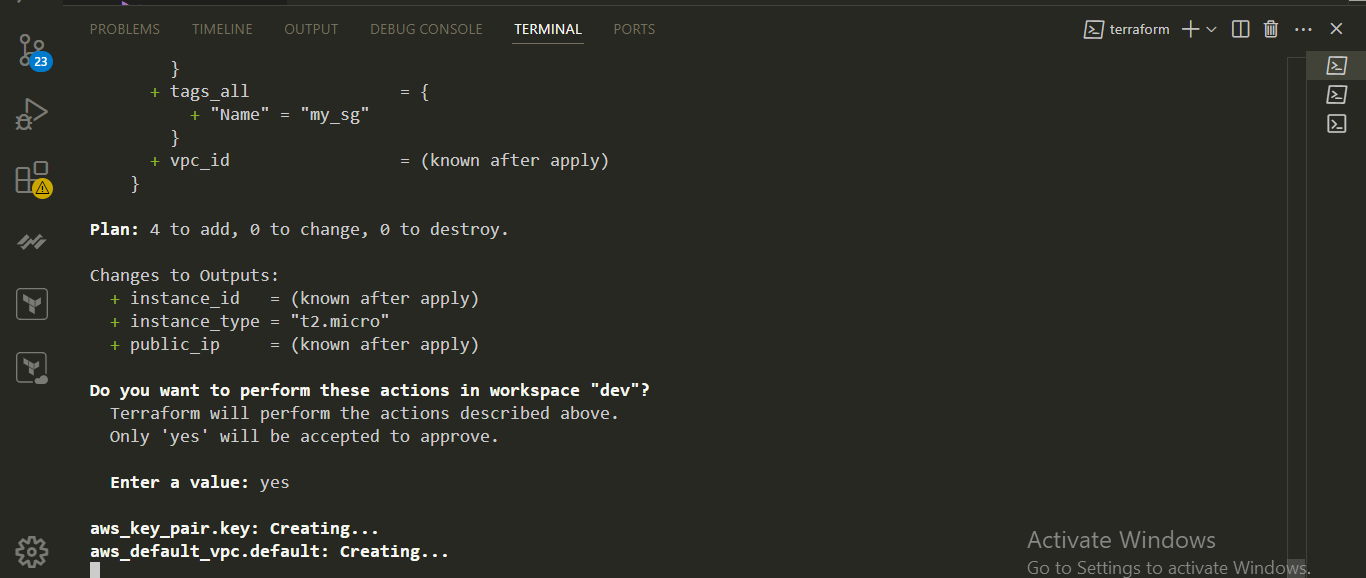 PROBLEMS TIMELINE OUTPUT DEBUG CONSOLE TERMINAL PORTS terraform
23
}
+ tags_all = {
+ "Name" = "my_sg"
}
+ vpc_id = (known after apply)
}
Plan: 4 to add, 0 to change, 0 to destroy.
Changes to Outputs:
+ instance_id = (known after apply)
+ instance_type = "t2.micro"
+ public_ip = (known after apply)
Do you want to perform these actions in workspace "dev"?
Terraform will perform the actions described above.
Only 'yes' will be accepted to approve.
Enter a value: yes
aws_key_pair.key: Creating...
aws_default_vpc.default: Creating...
Activate Windows
Go to Settings to activate Windows.